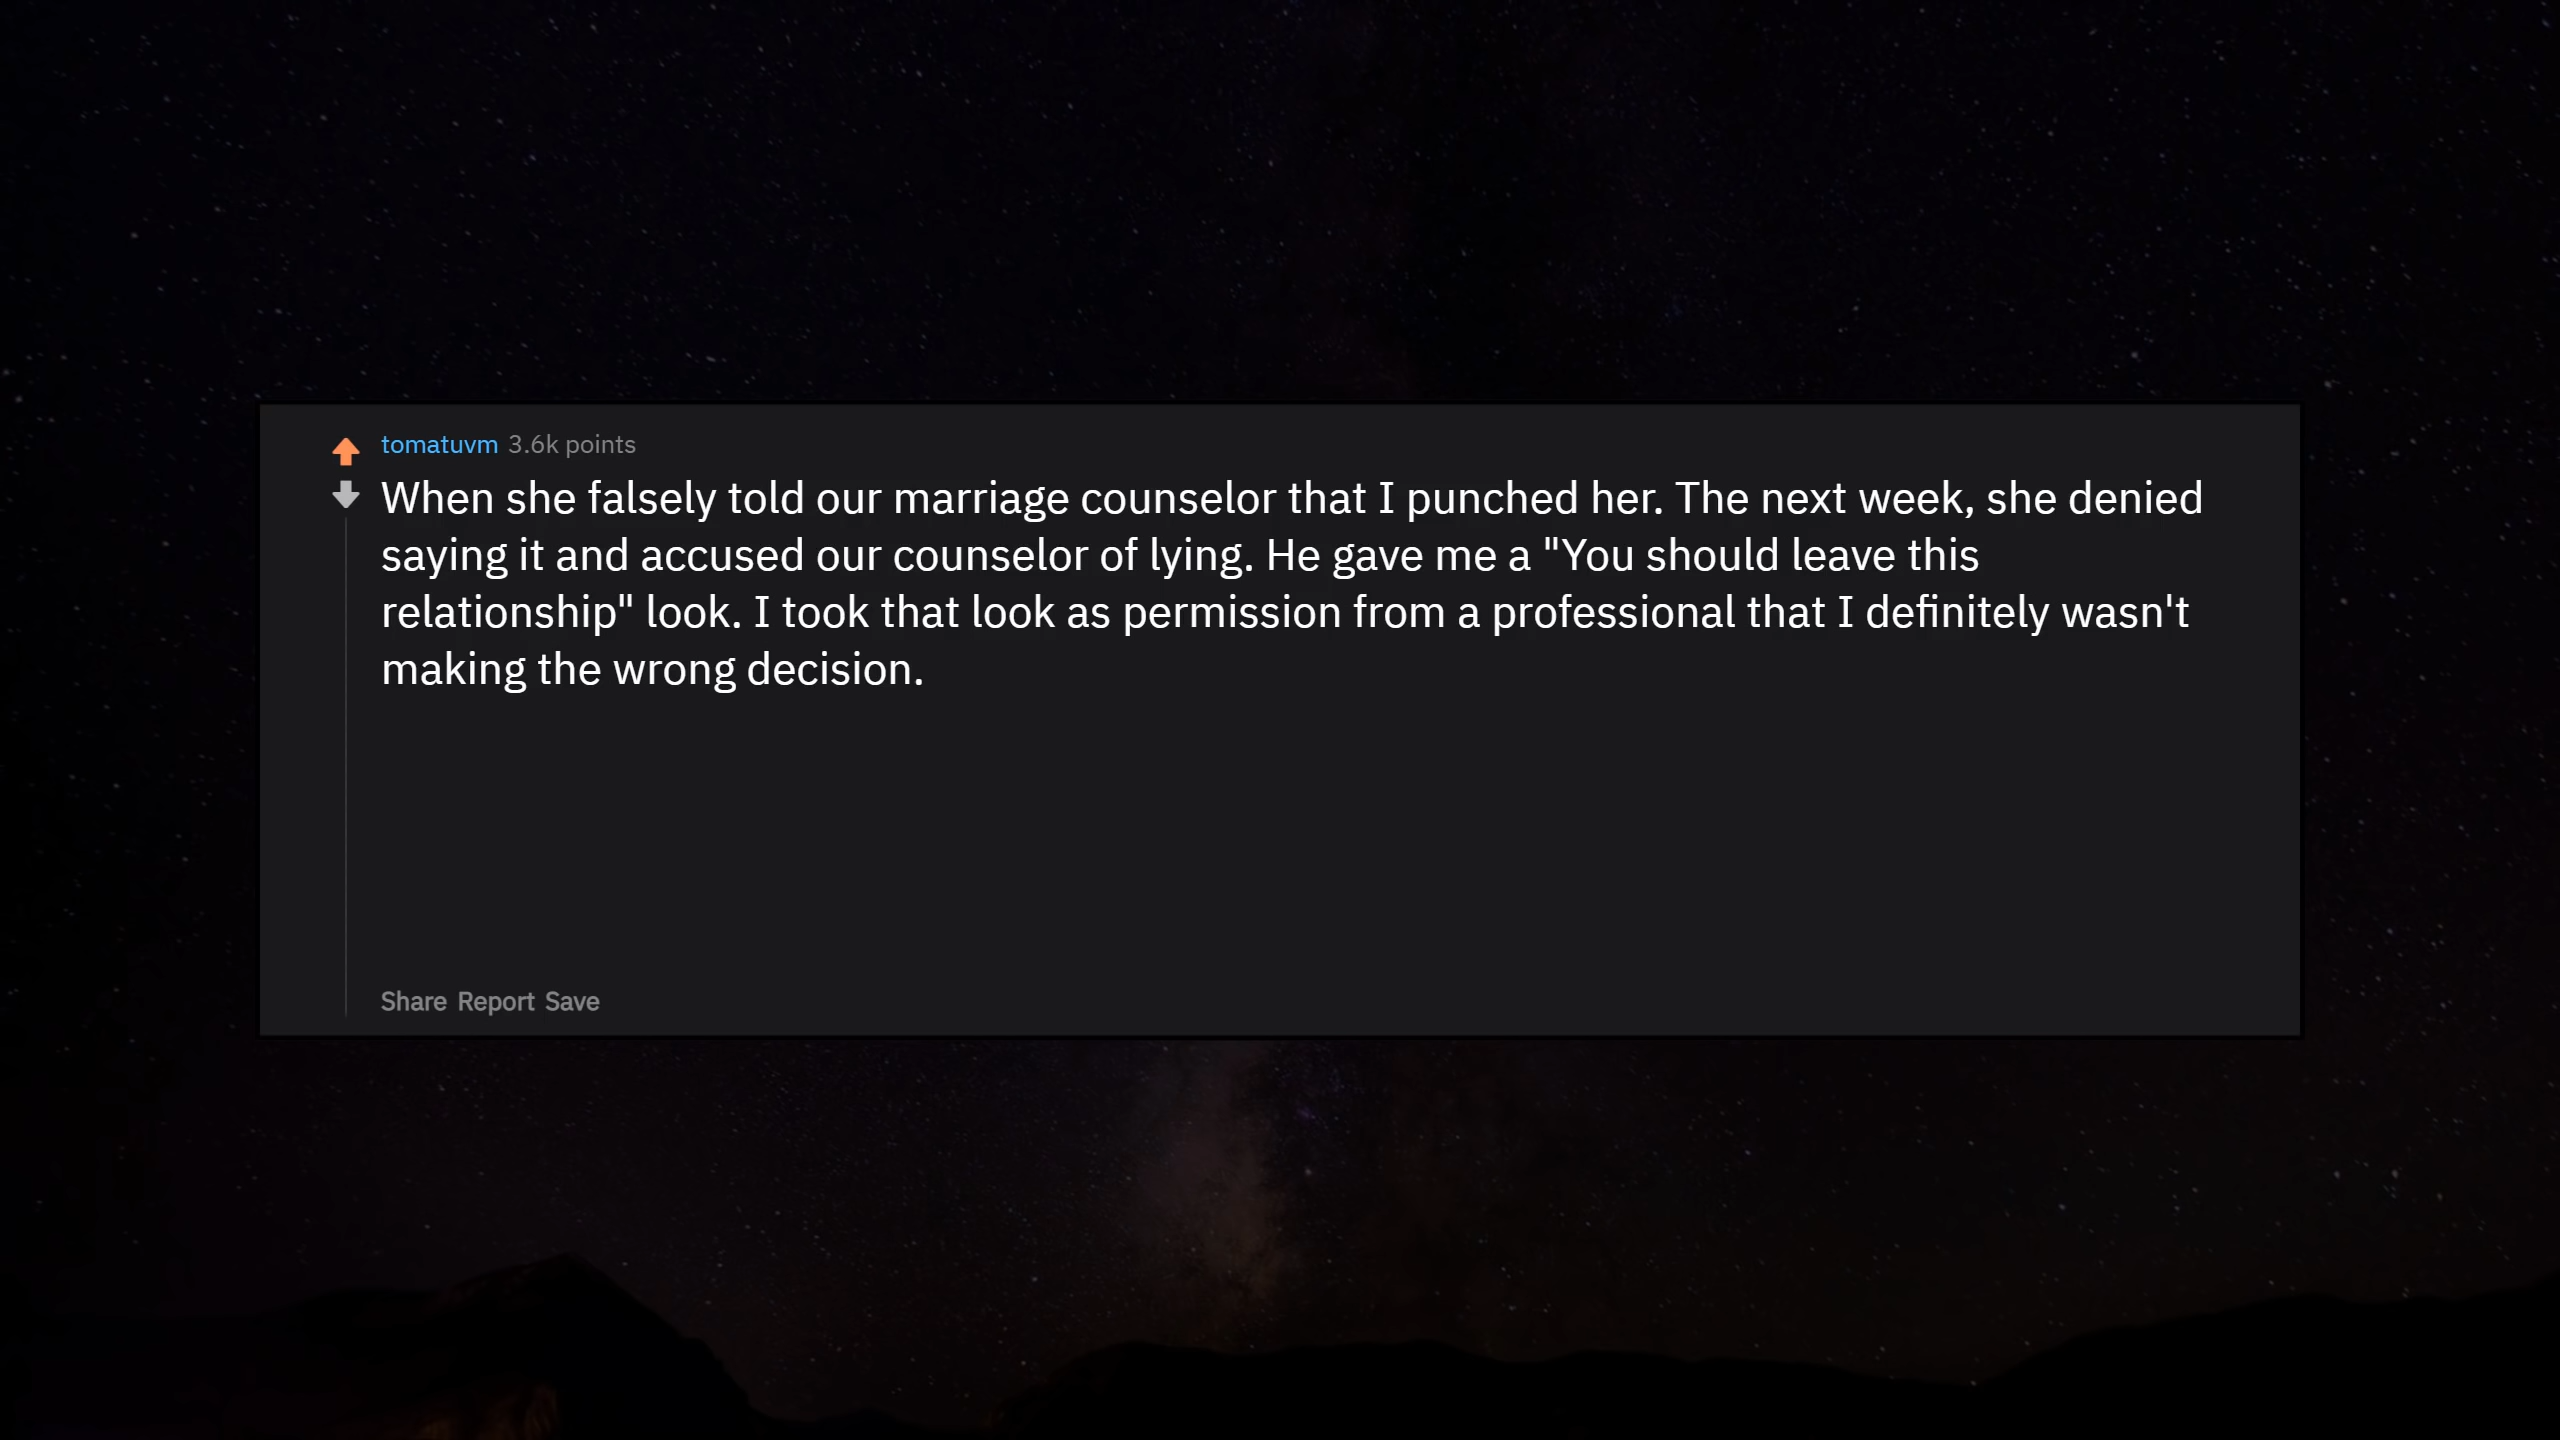 tomatuvm 3.6k points
When she falsely told our marriage counselor that I punched her. The next week, she denied
saying it and accused our counselor of lying. He gave me a "You should leave this
relationship" look. I took that look as permission from a professional that I definitely wasn't
making the wrong decision.
Share Report Save